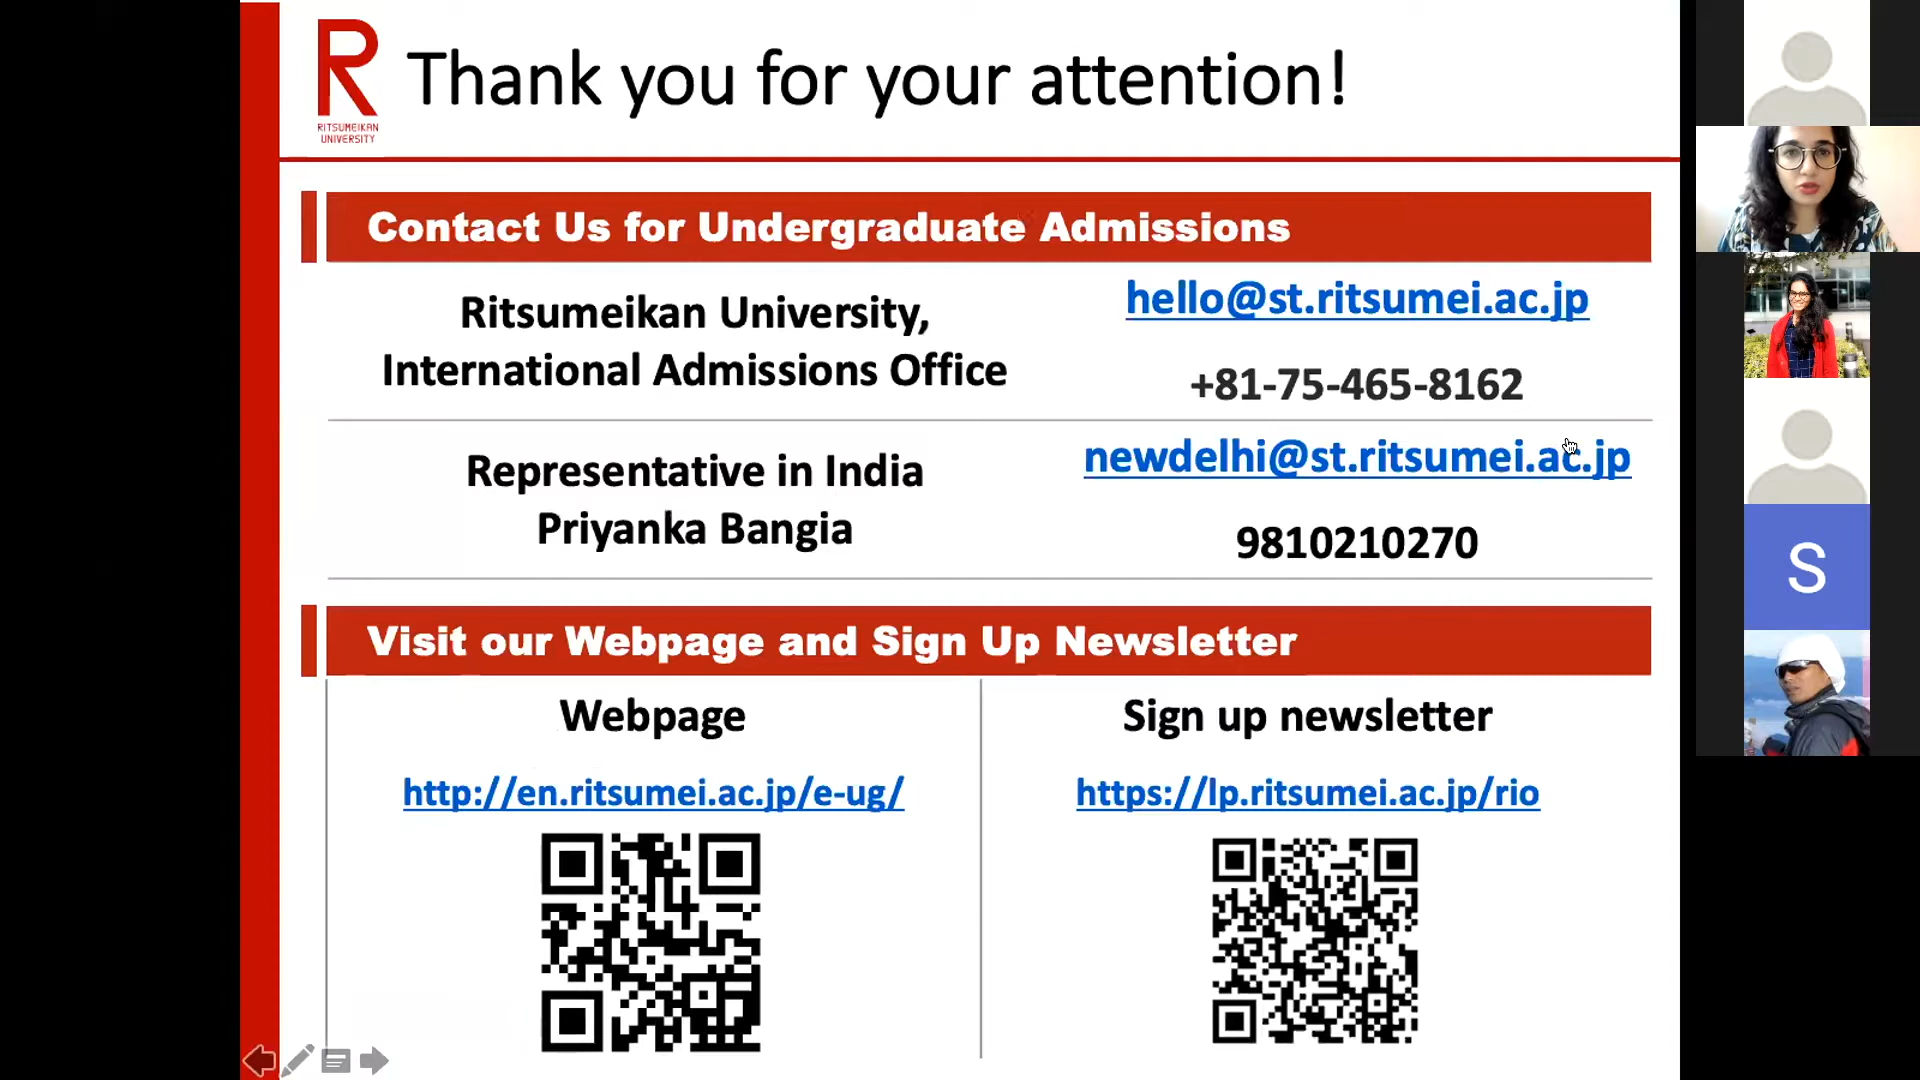 R
RITSUMEIKAN
UNIVERSITY
Thank you for your attention!
Contact Us for Undergraduate Admissions
Ritsumeikan University,
International Admissions Office
hello@st.ritsumei.ac.jp
+81-75-465-8162
Representative in India
Priyanka Bangia
newdelhi@st.ritsumei.ac.jp
9810210270
Visit our Webpage and Sign Up Newsletter
Webpage
http://en.ritsumei.ac.jp/e-ug/
Sign up newsletter
https://lp.ritsumei.ac.jp/rio
S